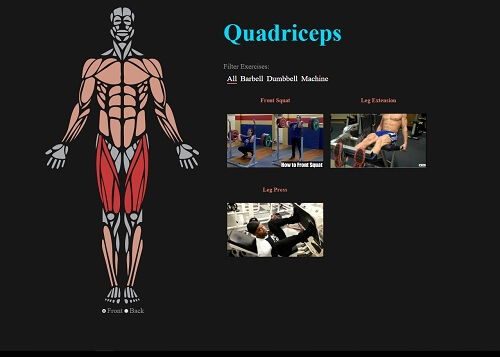 Quadriceps
Filter Exercises:
All Barbell Dumbbell Machine
Front Squat
Leg Extension
How to Front Squat
Leg Press
Front Back